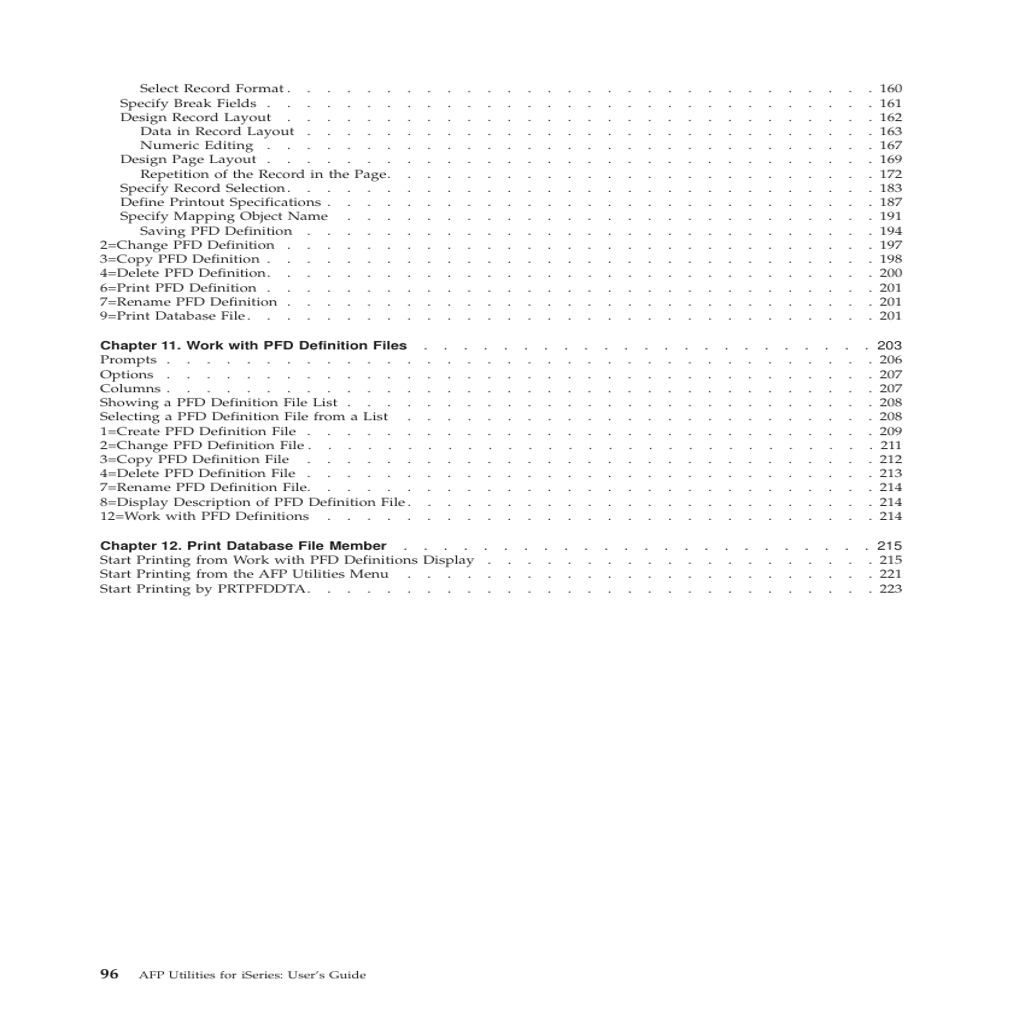 Select Record Format . . . . . . . . . . . . . . . . . . . . . . . . . . . . . . 160
Specify Break Fields . . . . . . . . . . . . . . . . . . . . . . . . . . . . . . . 161
Design Record Layout . . . . . . . . . . . . . . . . . . . . . . . . . . . . . . 162
Data in Record Layout . . . . . . . . . . . . . . . . . . . . . . . . . . . . . 163
Numeric Editing . . . . . . . . . . . . . . . . . . . . . . . . . . . . . . . 167
Design Page Layout . . . . . . . . . . . . . . . . . . . . . . . . . . . . . . . 169
Repetition of the Record in the Page. . . . . . . . . . . . . . . . . . . . . . . . . 172
Specify Record Selection . . . . . . . . . . . . . . . . . . . . . . . . . . . . . . 183
Define Printout Specifications . . . . . . . . . . . . . . . . . . . . . . . . . . . . 187
Specify Mapping Object Name . . . . . . . . . . . . . . . . . . . . . . . . . . . 191
Saving PFD Definition . . . . . . . . . . . . . . . . . . . . . . . . . . . . . 194
2=Change PFD Definition . . . . . . . . . . . . . . . . . . . . . . . . . . . . . . 197
3=Copy PFD Definition . . . . . . . . . . . . . . . . . . . . . . . . . . . . . . . 198
4=Delete PFD Definition . . . . . . . . . . . . . . . . . . . . . . . . . . . . . . . 200
6=Print PFD Definition . . . . . . . . . . . . . . . . . . . . . . . . . . . . . . . 201
7=Rename PFD Definition . . . . . . . . . . . . . . . . . . . . . . . . . . . . . . 201
9=Print Database File . . . . . . . . . . . . . . . . . . . . . . . . . . . . . . . . 201
Chapter 11. Work with PFD Definition Files . . . . . . . . . . . . . . . . . . . . . . . 203
Prompts . . . . . . . . . . . . . . . . . . . . . . . . . . . . . . . . . . . . 206
Options . . . . . . . . . . . . . . . . . . . . . . . . . . . . . . . . . . . . 207
Columns . . . . . . . . . . . . . . . . . . . . . . . . . . . . . . . . . . . . 207
Showing a PFD Definition File List . . . . . . . . . . . . . . . . . . . . . . . . . . . 208
Selecting a PFD Definition File from a List . . . . . . . . . . . . . . . . . . . . . . . . 208
1=Create PFD Definition File . . . . . . . . . . . . . . . . . . . . . . . . . . . . . 209
2=Change PFD Definition File . . . . . . . . . . . . . . . . . . . . . . . . . . . . . 211
3=Copy PFD Definition File . . . . . . . . . . . . . . . . . . . . . . . . . . . . . 212
4=Delete PFD Definition File . . . . . . . . . . . . . . . . . . . . . . . . . . . . . 213
7=Rename PFD Definition File. . . . . . . . . . . . . . . . . . . . . . . . . . . . . 214
8=Display Description of PFD Definition File . . . . . . . . . . . . . . . . . . . . . . . . 214
12=Work with PFD Definitions . . . . . . . . . . . . . . . . . . . . . . . . . . . . 214
Chapter 12. Print Database File Member . . . . . . . . . . . . . . . . . . . . . . . . 215
Start Printing from Work with PFD Definitions Display . . . . . . . . . . . . . . . . . . . . 215
Start Printing from the AFP Utilities Menu . . . . . . . . . . . . . . . . . . . . . . . . 221
Start Printing by PRTPFDDTA. . . . . . . . . . . . . . . . . . . . . . . . . . . . . 223
96 AFP Utilities for iSeries: User's Guide